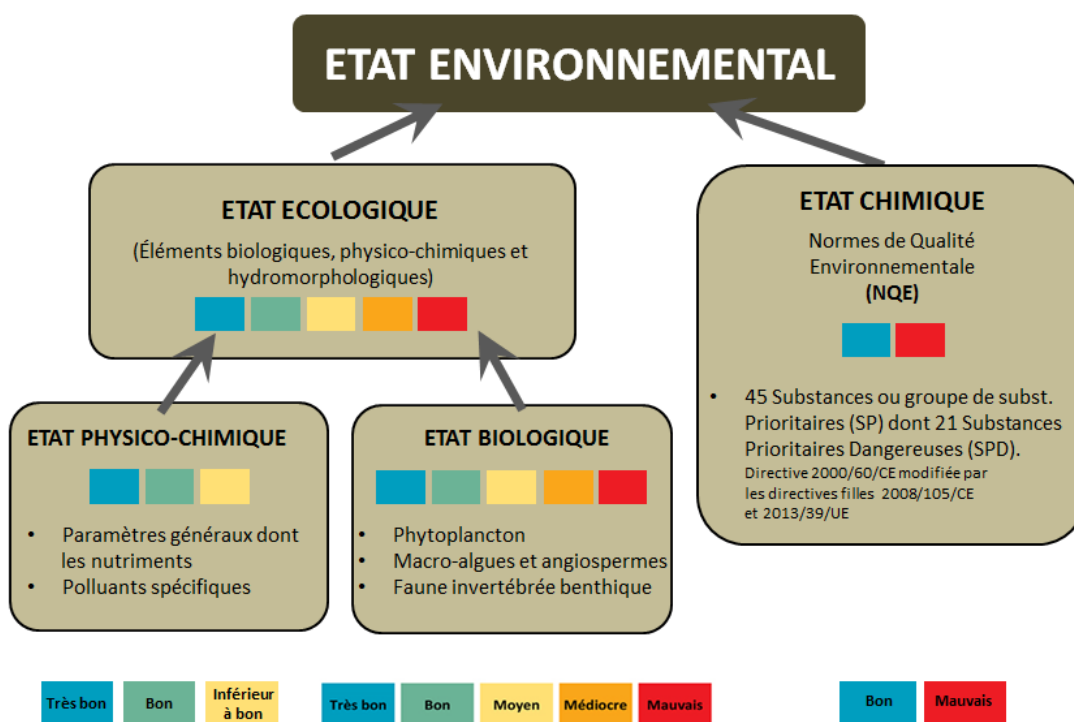 ETAT ENVIRONNEMENTAL
ETAT ECOLOGIQUE
(Éléments biologiques, physico-chimiques et
hydromorphologiques)
ETAT CHIMIQUE
Normes de Qualité
Environnementale
(NQE)
• 45 Substances ou groupe de subst.
Prioritaires (SP) dont 21 Substances
Prioritaires Dangereuses (SPD).
Directive 2000/60/CE modifiée par
les directives filles 2008/105/CE
et 2013/39/UE
ETAT PHYSICO-CHIMIQUE
• Paramètres généraux dont
les nutriments
• Polluants spécifiques
ETAT BIOLOGIQUE
• Phytoplancton
• Macro-algues et angiospermes
• Faune invertébrée benthique
Très bon
Bon
Inférieur
à bon
Très bon
Bon
Moyen
Médiocre
Mauvais
Bon
Mauvais